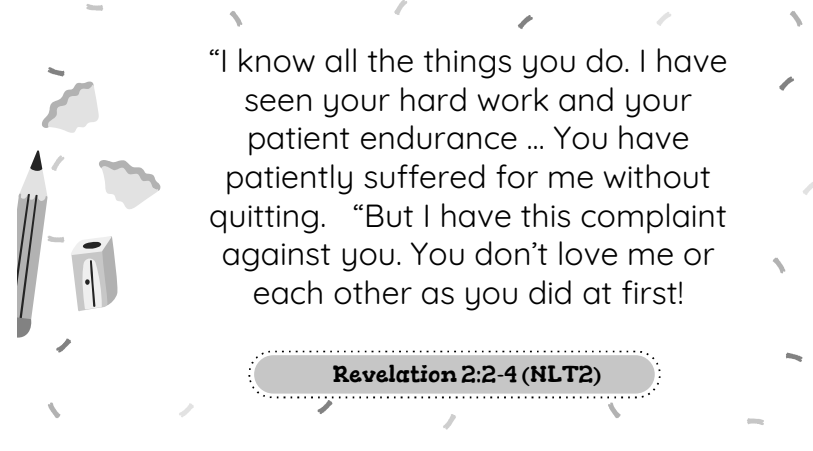 “I know all the things you do. I have
seen your hard work and your
patient endurance ... You have
patiently suffered for me without
quitting.   “But I have this complaint
against you. You don’t love me or
each other as you did at first!
Revelation 2:2-4 (NLT2)